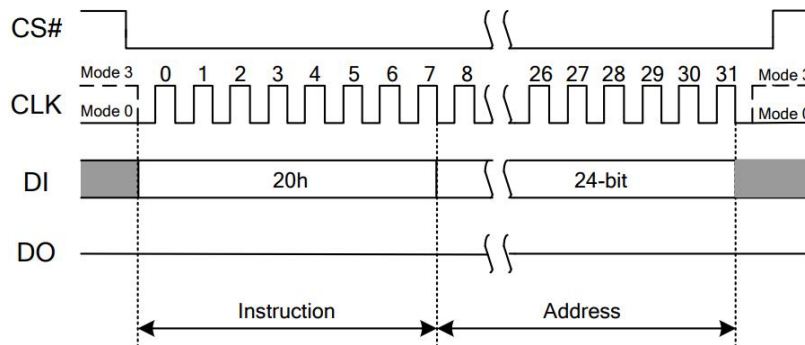 CS#
Mode 3 0 1 2 3 4 5 6 7 8 26 27 28 29 30 31 Mode 3
CLK
Mode 0 Mode 0
DI 20h 24-bit
DO
Instruction Address